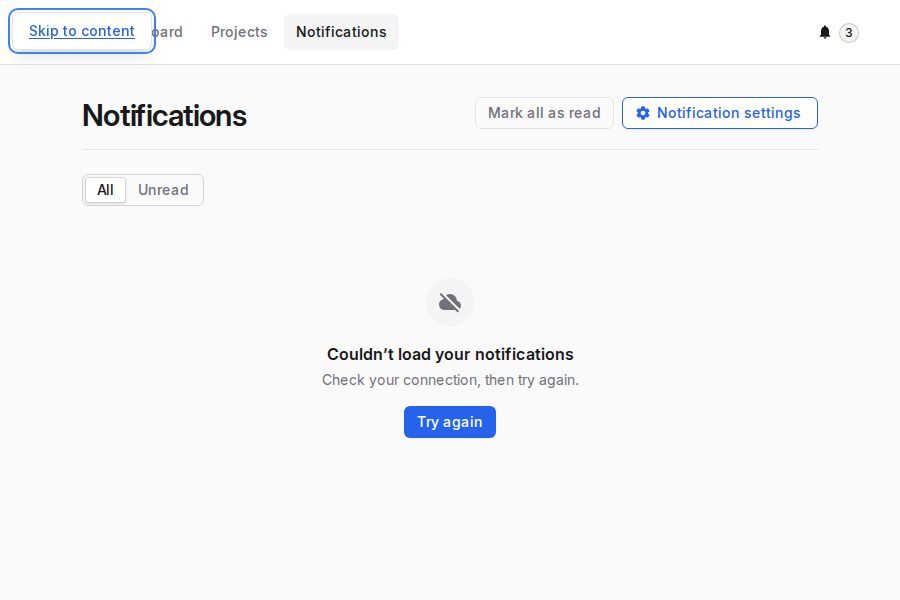 Skip to content
Projects
Notifications
3
Notifications
Mark all as read
Notification settings
All
Unread
Couldn’t load your notifications
Check your connection, then try again.
Try again